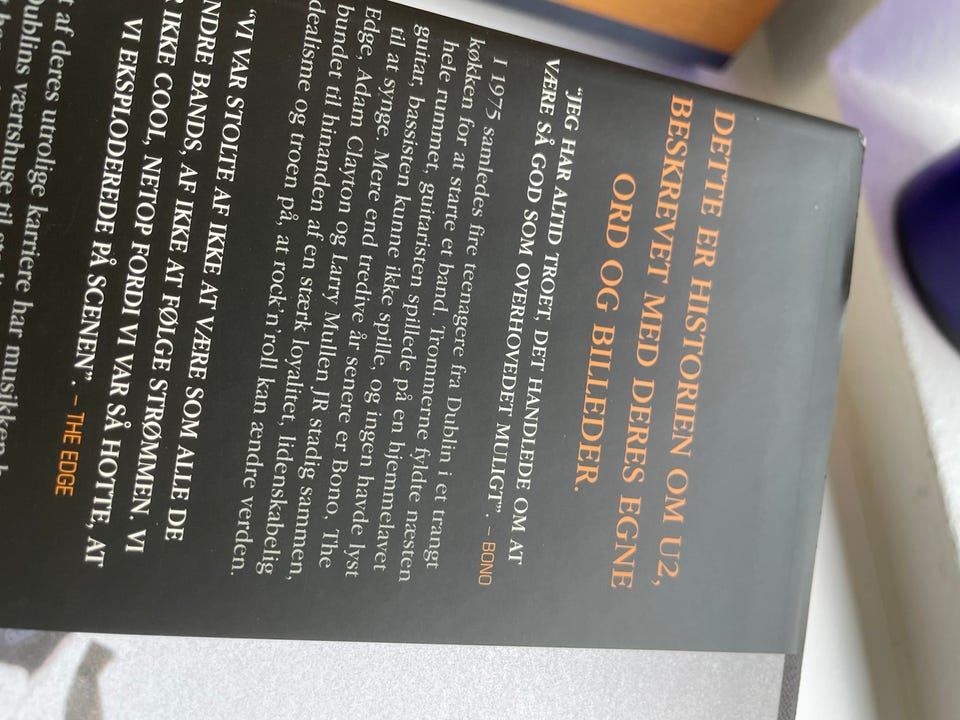 DETTE ER HISTORIEN OM U2,
BESKREVET MED DERES EGNE
ORD OG BILLEDER.
"JEG HAR ALTID TROET, DET HANDLEDE OM AT
VÆRE SÅ GOD SOM OVERHOVEDET MULIGT". – BONO
I 1975 samledes fire teenagere fra Dublin i et trangt
køkken for at starte et band. Trommerne fyldte næsten
hele rummet, guitaristen spillede på en hjemmelavet
guitar, bassisten kunne ikke spille, og ingen havde lyst
til at synge. Mere end tredive år senere er Bono, The
Edge, Adam Clayton og Larry Mullen JR stadig sammen,
bundet til hinanden af en stærk loyalitet, lidenskabelig
dealisme og troen på, at rock'n'roll kan ændre verden.
"VI VAR STOLTE AF IKKE AT VÆRE SOM ALLE DE
NDRE BANDS, AF IKKE AT FØLGE STRØMMEN. VI
R IKKE COOL, NETOP FORDI VI VAR SÅ HOTTE, AT
VI EKSPLODEREDE PÅ SCENEN". – THE EDGE
af deres utrolige karriere har musikken
Dublins værtshuse til